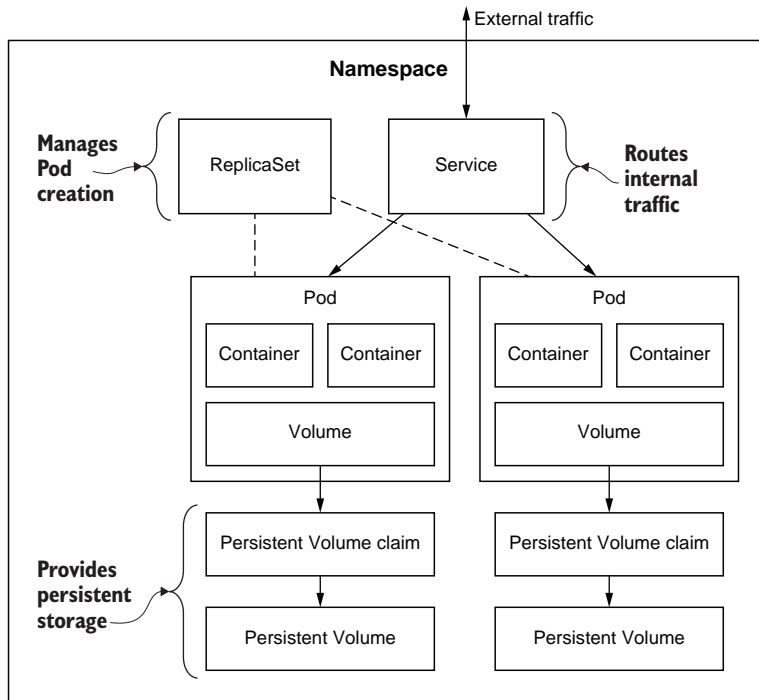 External traffic
Namespace
Manages
Pod
creation
ReplicaSet
Service
Routes
internal
traffic
Pod
Pod
Container
Container
Container
Container
Volume
Volume
Provides
persistent
storage
Persistent Volume claim
Persistent Volume claim
Persistent Volume
Persistent Volume